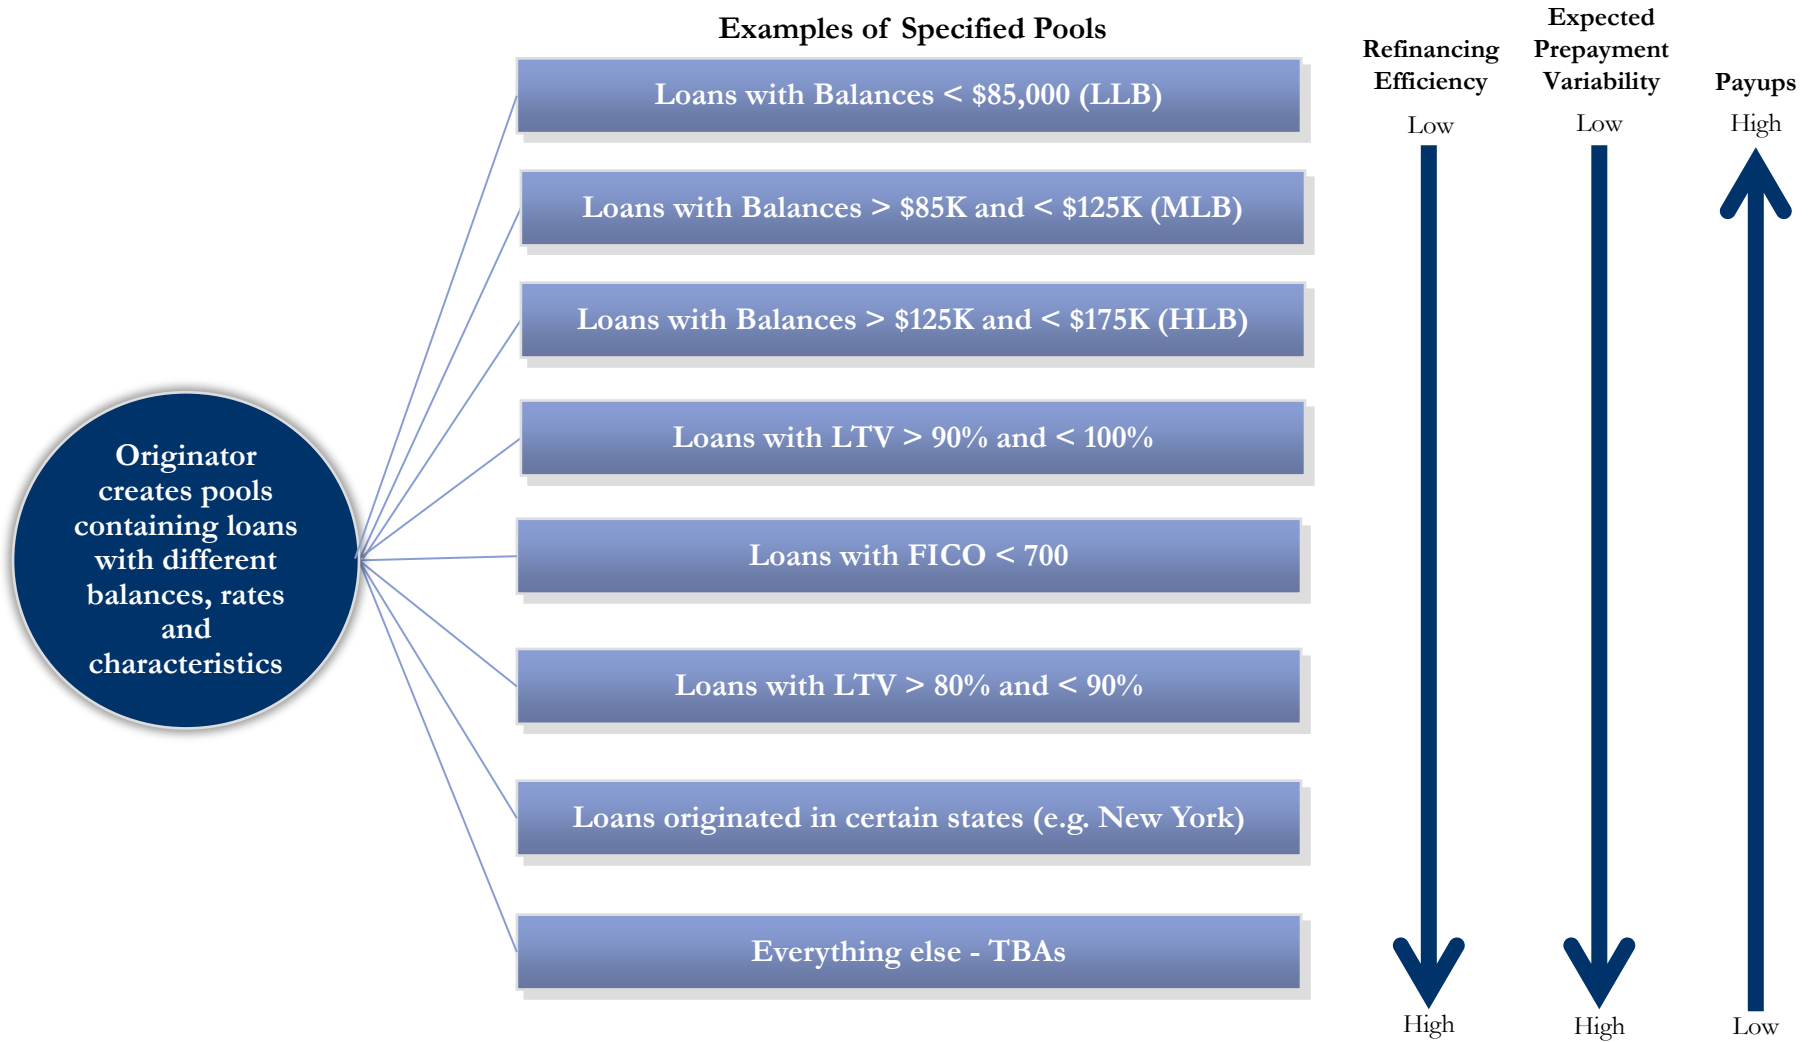 Examples of Specified Pools
Loans with Balances < $85,000 (LLB)
Loans with Balances > $85K and < $125K (MLB)
Loans with Balances > $125K and < $175K (HLB)
Loans with LTV > 90% and < 100%
Loans with FICO < 700
Loans with LTV > 80% and < 90%
Loans originated in certain states (e.g. New York)
Everything else - TBAs
Originator
creates pools
containing loans
with different
balances, rates
and
characteristics
Refinancing
Efficiency
Low
High
Expected
Prepayment
Variability
Low
High
Payups
High
Low